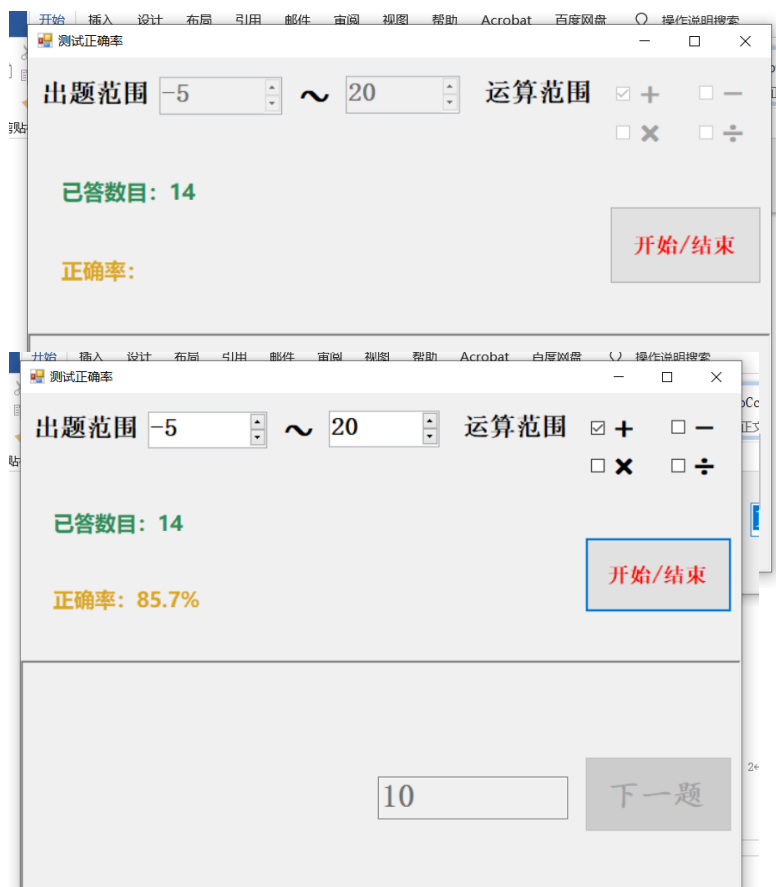 开始 插入 设计 布局 引用 邮件 审阅 视图 帮助 Acrobat 百度网盘 操作说明搜索
测试正确率
出题范围 -5 ~ 20 运算范围 + −
× ÷
已答数目：14
开始/结束
正确率：
开始 插入 设计 布局 引用 邮件 审阅 视图 帮助 Acrobat 百度网盘 操作说明搜索
测试正确率
出题范围 -5 ~ 20 运算范围 + −
× ÷
已答数目：14
开始/结束
正确率：85.7%
10 下一题
2